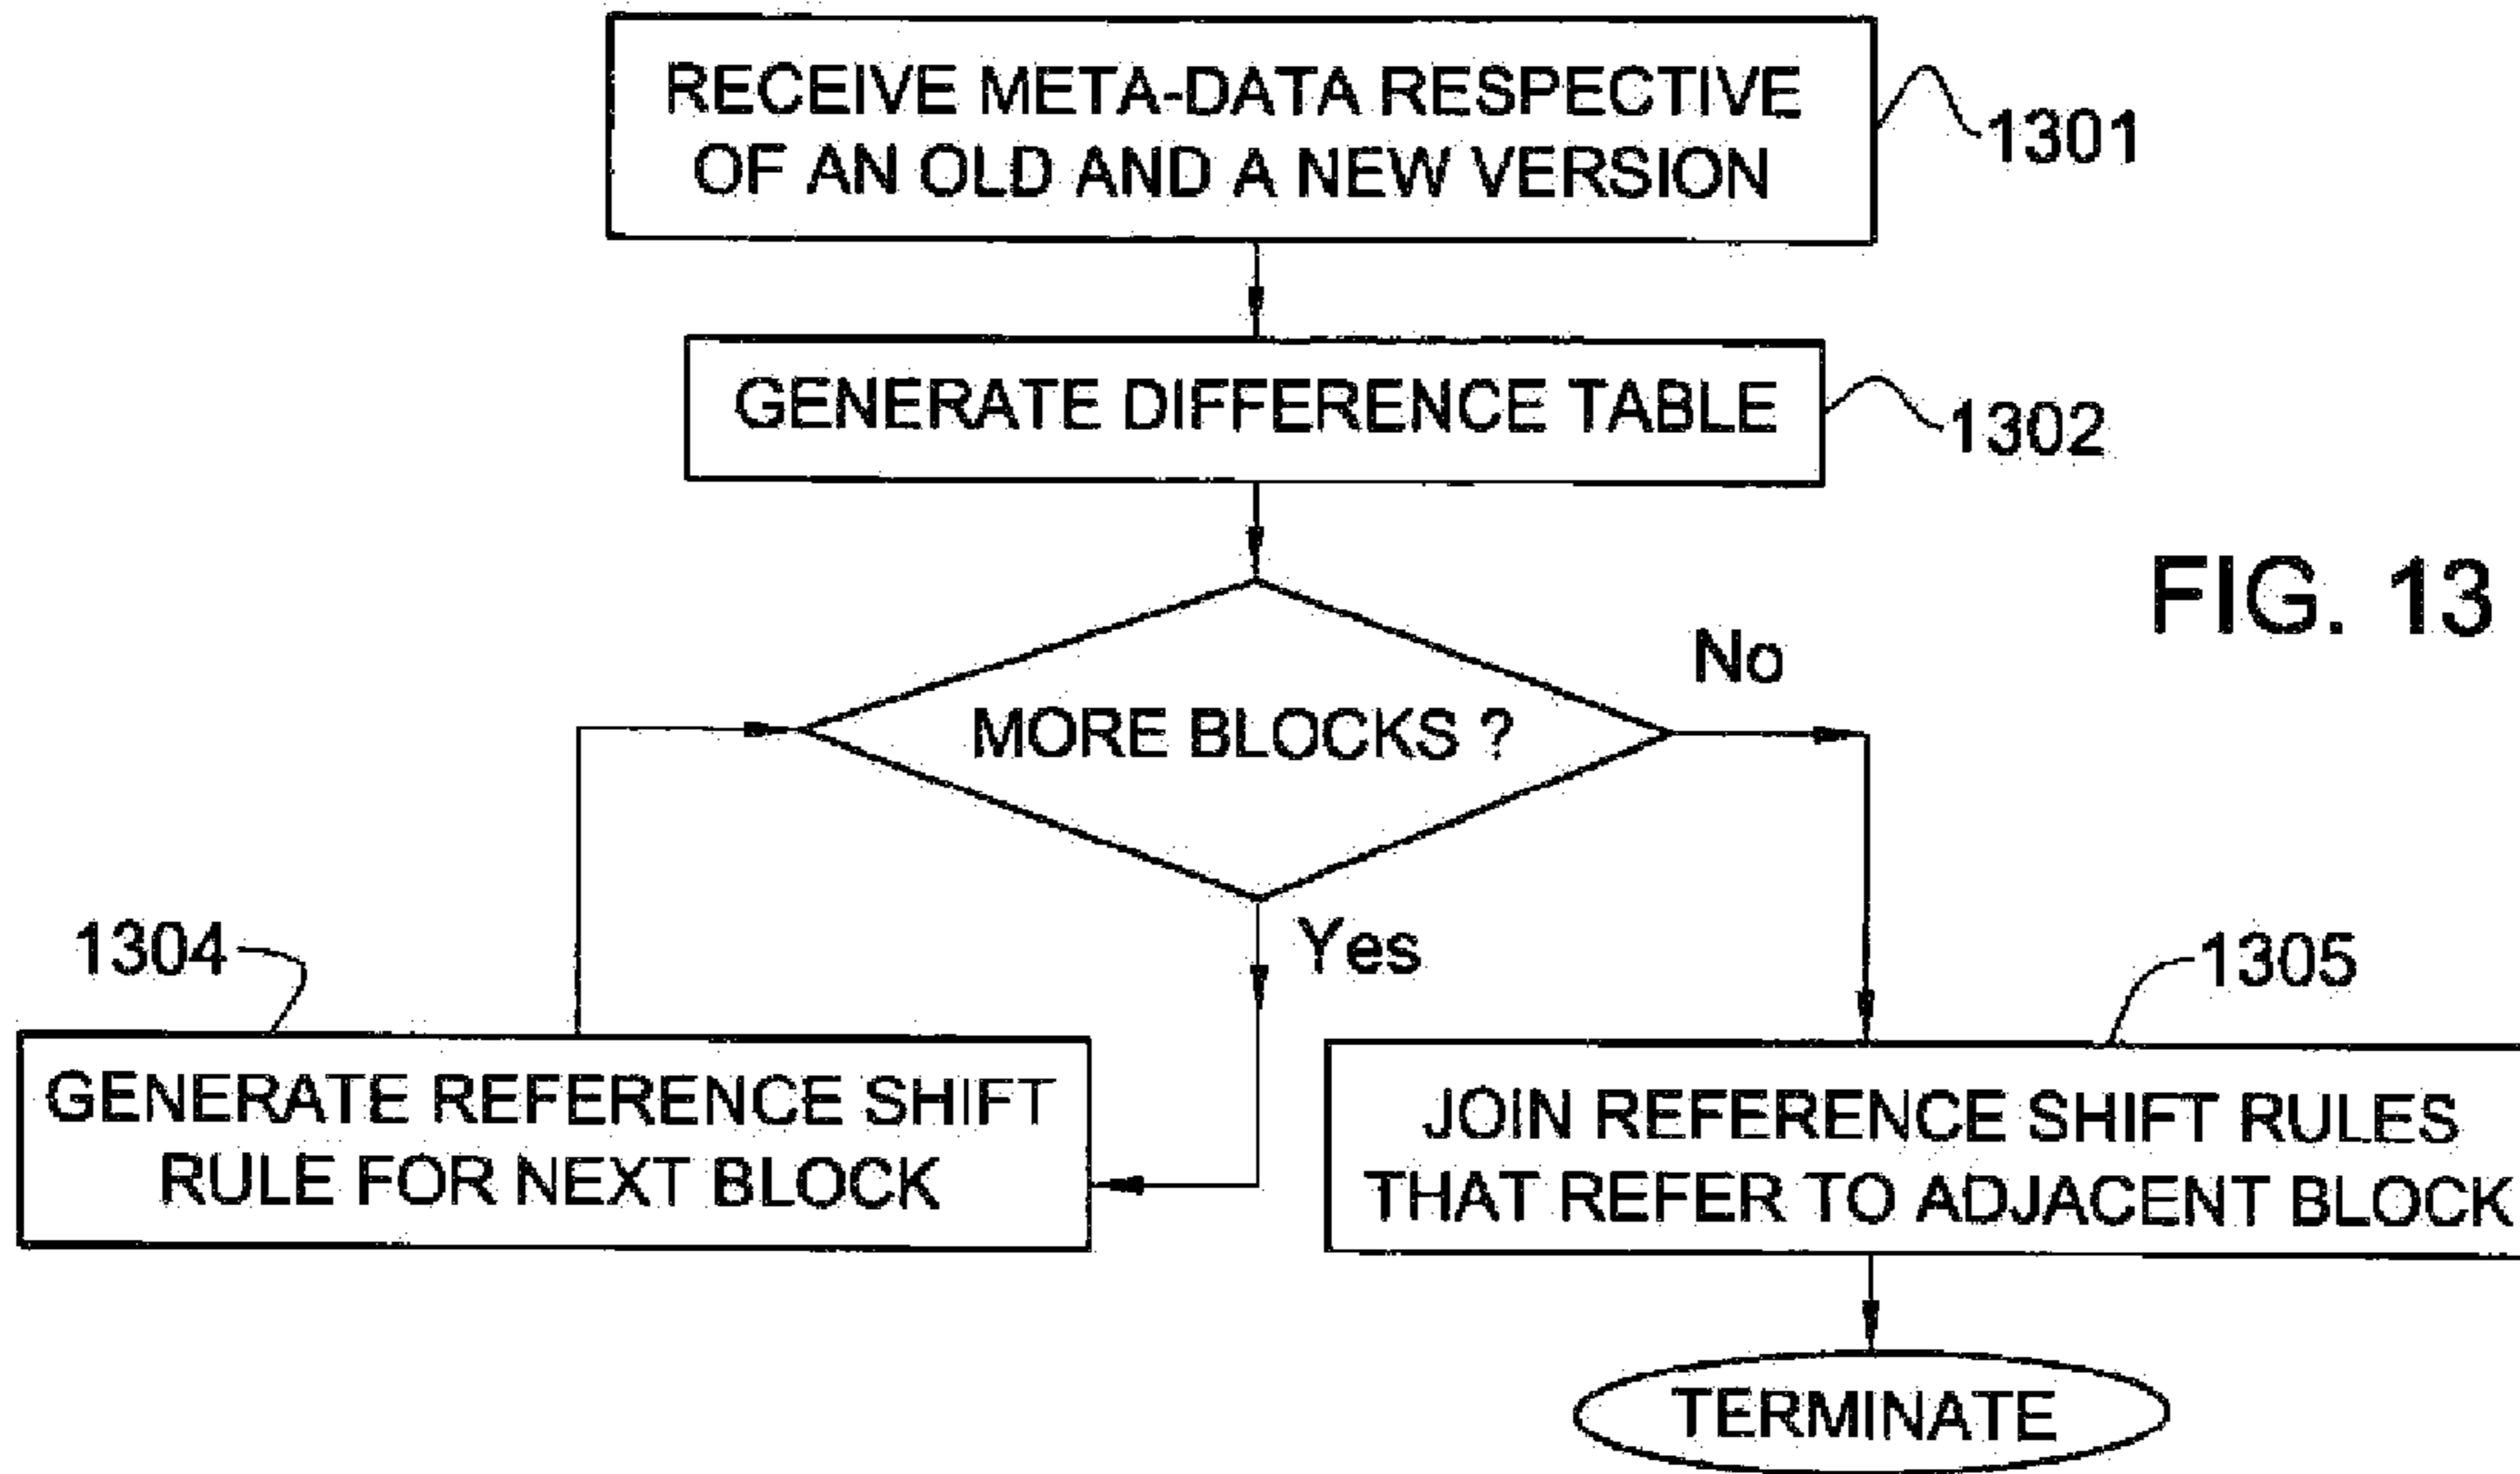 RECEIVE META-DATA RESPECTIVE
OF AN OLD AND A NEW VERSION
1301
GENERATE DIFFERENCE TABLE
1302
FIG. 13
MORE BLOCKS ?
No
Yes
1304
GENERATE REFERENCE SHIFT
RULE FOR NEXT BLOCK
1305
JOIN REFERENCE SHIFT RULES
THAT REFER TO ADJACENT BLOCK
TERMINATE